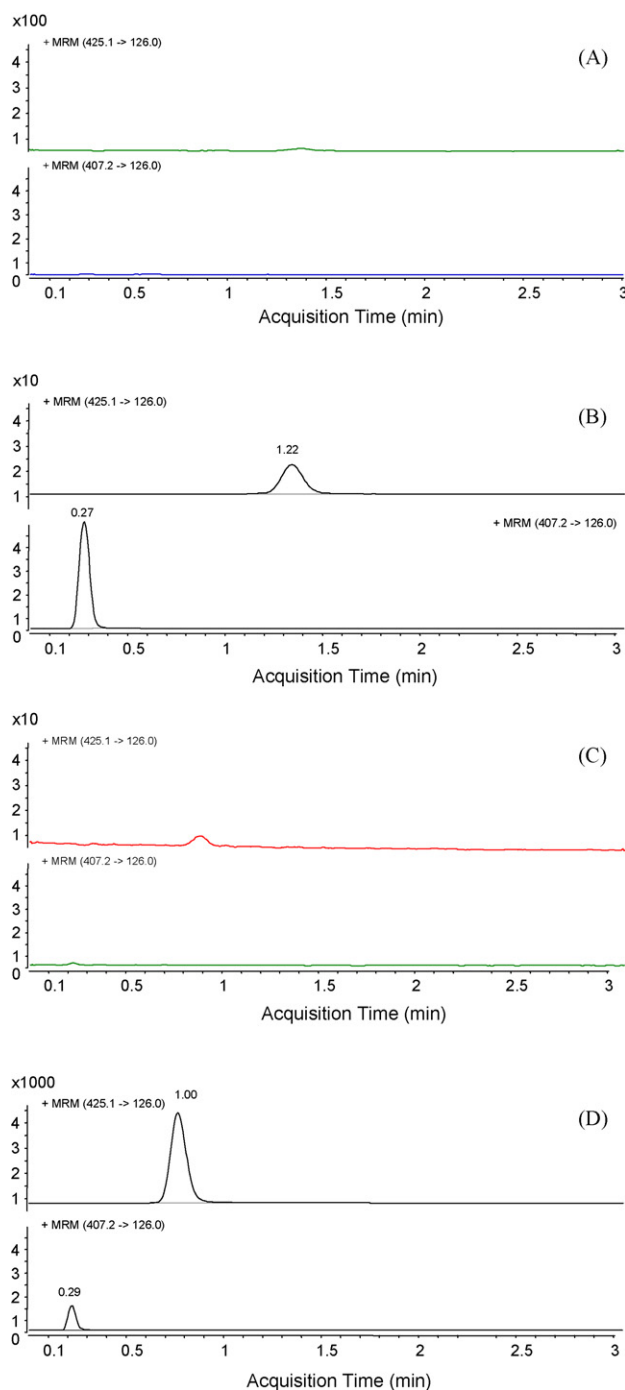 x100
+ MRM (425.1 -> 126.0)
(A)
4
3
2
1
+ MRM (407.2 -> 126.0)
4
3
2
1
0
0.1 0.5 1 1.5 2 2.5 3
Acquisition Time (min)
x10
+ MRM (425.1 -> 126.0)
(B)
4
1.22
3
2
1
0.27
+ MRM (407.2 -> 126.0)
4
3
2
1
0
0.1 0.5 1 1.5 2 2.5 3
Acquisition Time (min)
x10
+ MRM (425.1 -> 126.0)
(C)
4
3
2
1
+ MRM (407.2 -> 126.0)
4
3
2
1
0
0.1 0.5 1 1.5 2 2.5 3
Acquisition Time (min)
x1000
+ MRM (425.1 -> 126.0) 1.00
(D)
4
3
2
1
+ MRM (407.2 -> 126.0)
4
3
0.29
2
1
0
0.1 0.5 1 1.5 2 2.5 3
Acquisition Time (min)